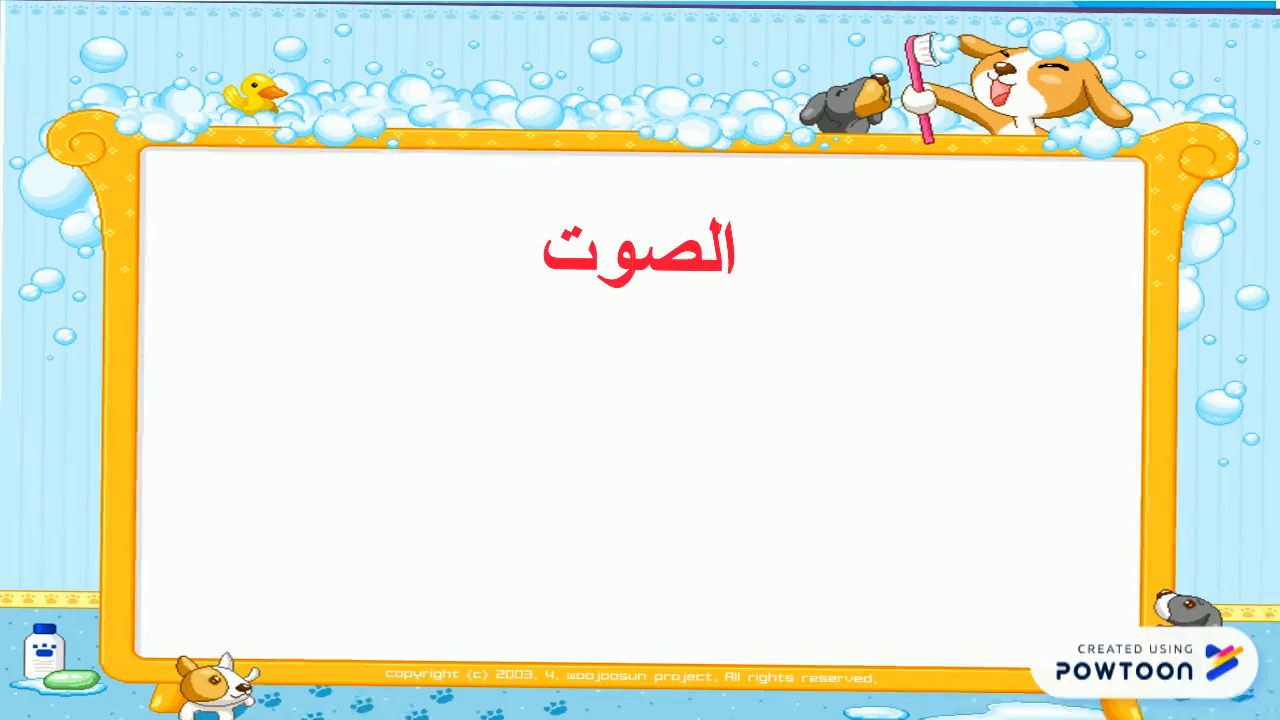 الصوت
copyright (c) 2003. 4. woojoosun project. All rights reserved.
CREATED USING
POWTOON